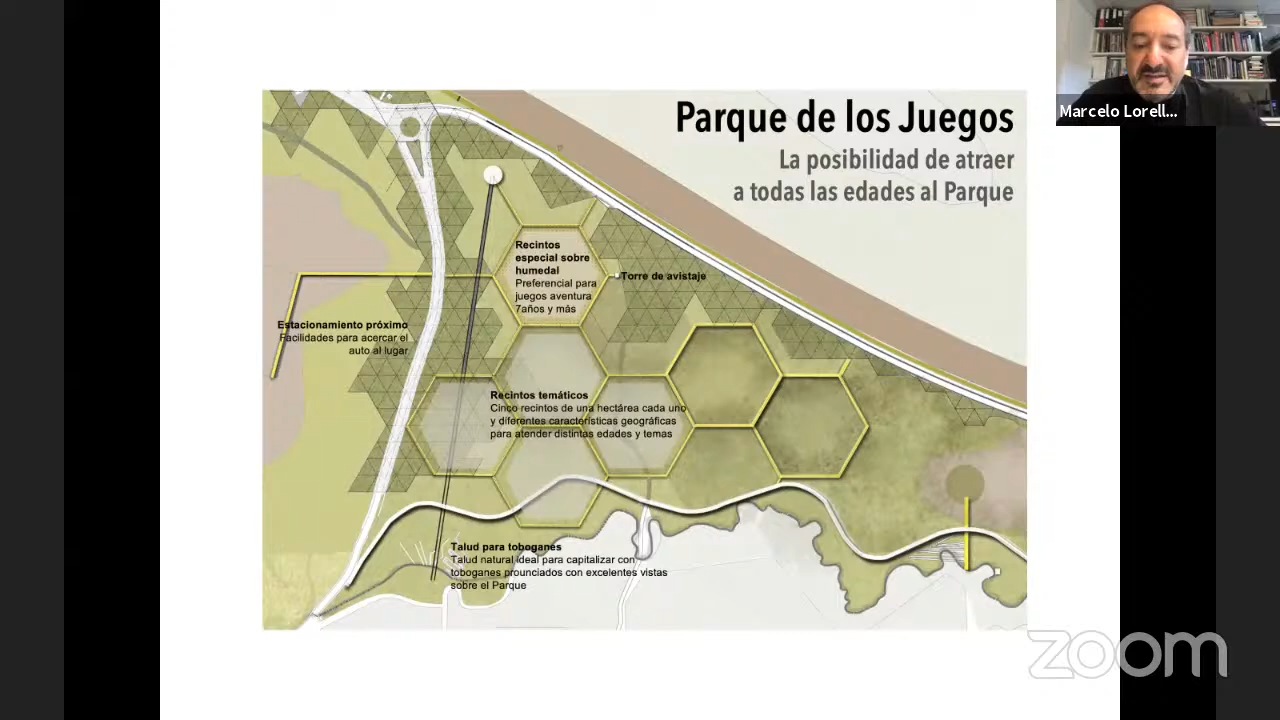 Parque de los Juegos
La posibilidad de atraer
a todas las edades al Parque
Marcelo Lorell...
Recintos
especial sobre
humedal
Preferencial para
juegos aventura
7años y más
Torre de avistaje
Estacionamiento próximo
Facilidades para acercar el
auto al lugar
Recintos temáticos
Cinco recintos de una hectárea cada uno
y diferentes características geográficas
para atender distintas edades y temas
Talud para toboganes
Talud natural ideal para capitalizar con
toboganes prounciados con excelentes vistas
sobre el Parque
zoom